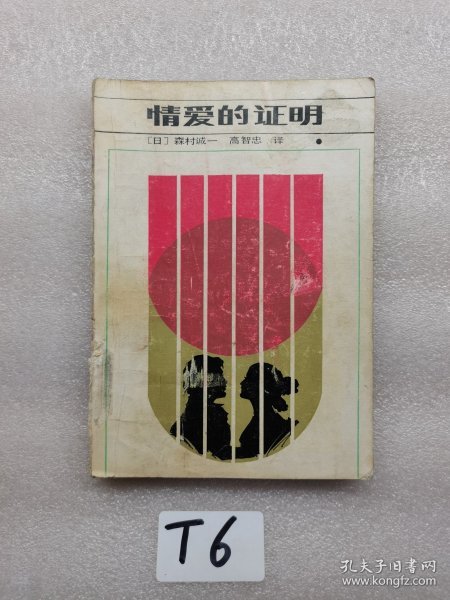 情爱的证明
〔日〕森村诚一 高智忠 译
T6
孔夫子旧书网
www.kongfz.com